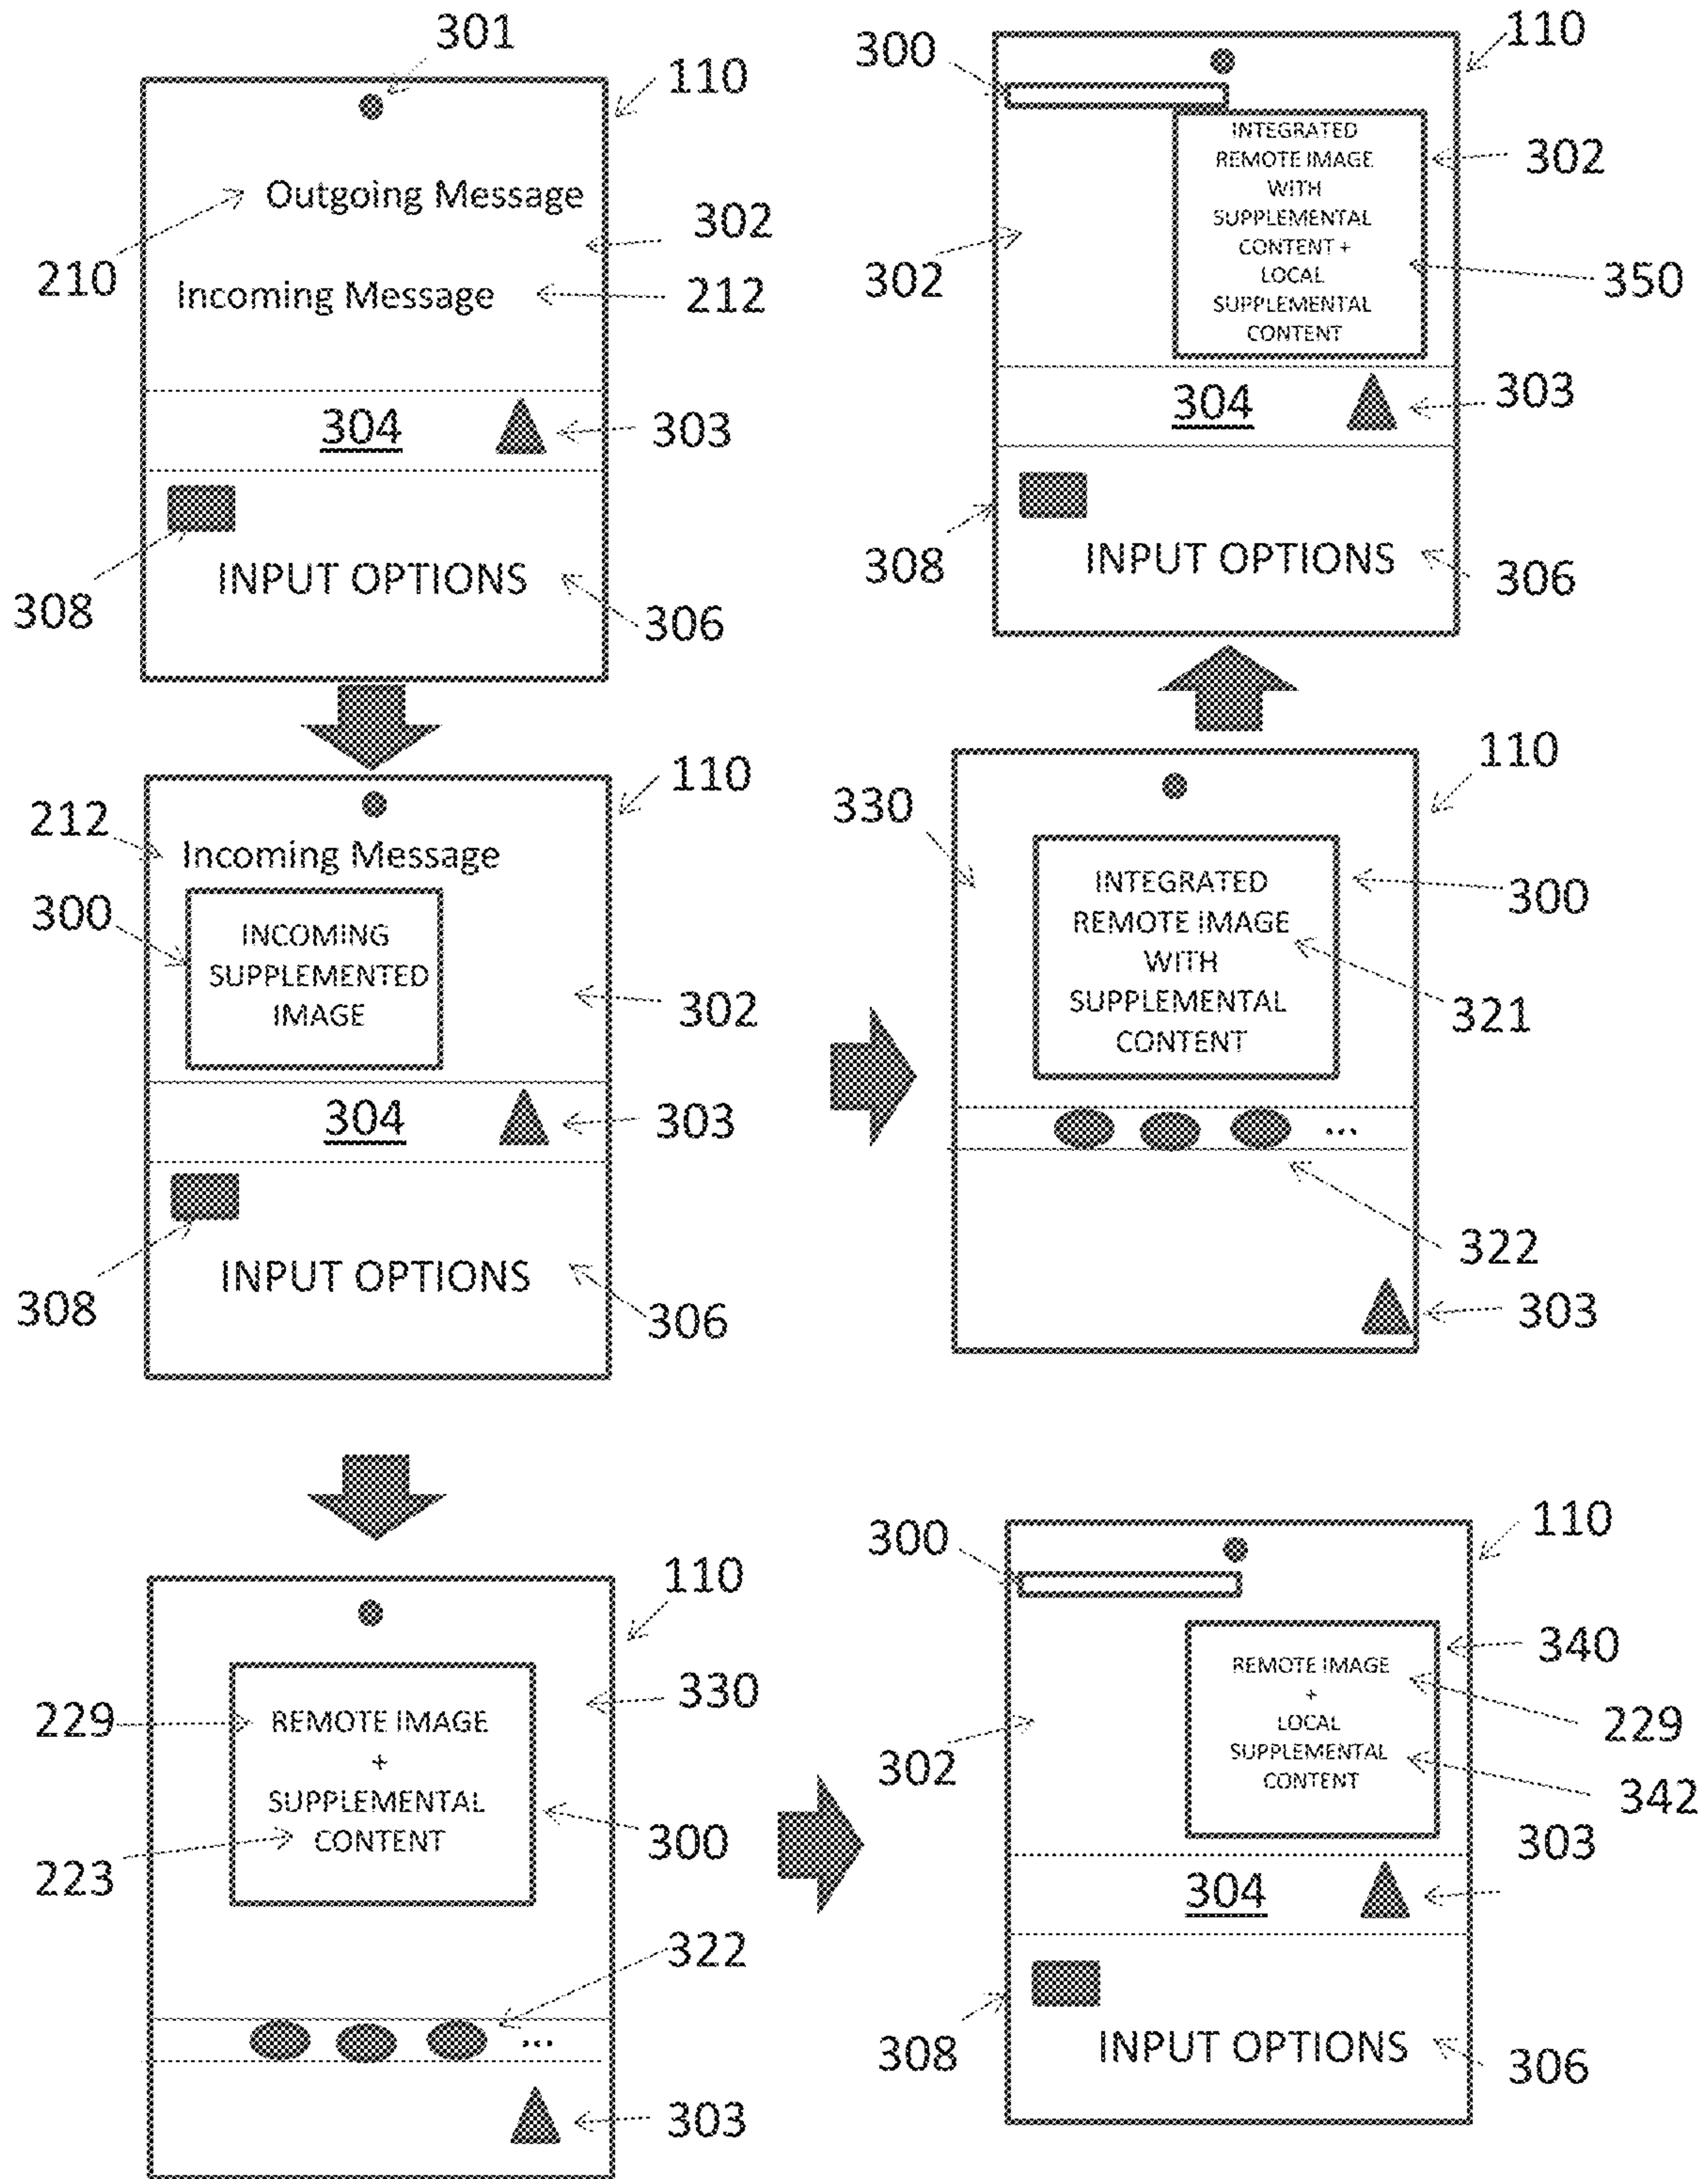 301
110
Outgoing Message
302
210
Incoming Message
212
304
303
308
INPUT OPTIONS
306
110
212
Incoming Message
300
INCOMING
SUPPLEMENTED
IMAGE
302
304
303
308
INPUT OPTIONS
306
110
330
229
REMOTE IMAGE
+
SUPPLEMENTAL
CONTENT
300
223
322
...
303
300
110
INTEGRATED
REMOTE IMAGE
WITH
SUPPLEMENTAL
CONTENT +
LOCAL
SUPPLEMENTAL
CONTENT
302
302
350
304
303
308
INPUT OPTIONS
306
110
330
INTEGRATED
REMOTE IMAGE
WITH
SUPPLEMENTAL
CONTENT
300
321
...
322
303
300
110
340
REMOTE IMAGE
+
LOCAL
SUPPLEMENTAL
CONTENT
229
302
342
303
304
308
INPUT OPTIONS
306